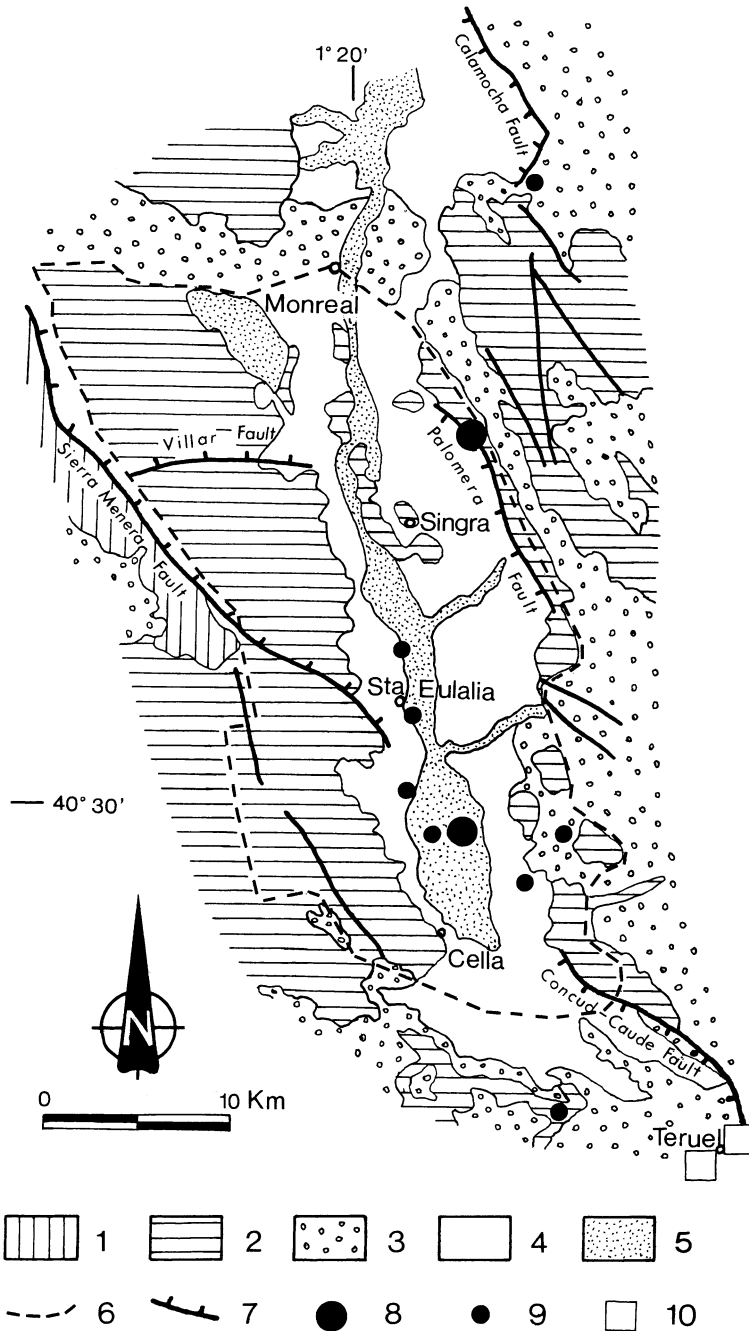 1° 20'
Calamocha Fault
Monreal
Villar Fault
Sierra Menera Fault
Palomera Fault
Singra
Sta Eulalia
40° 30'
Cella
N
Concud-Caude Fault
0 10 Km
Teruel
1 2 3 4 5
6 7 8 9 10